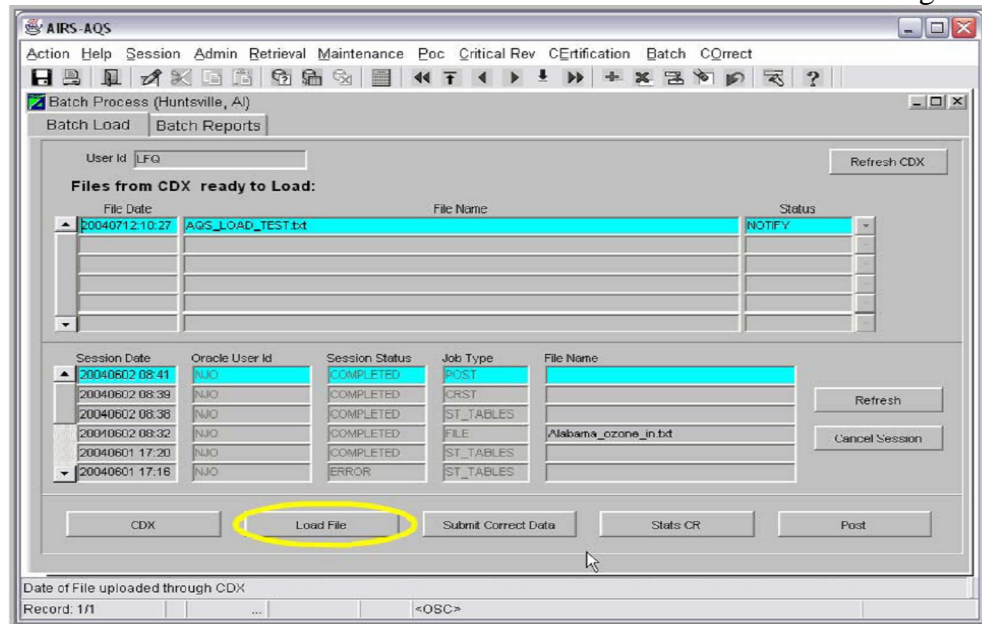 AIRS-AQS
Action Help Session Admin Retrieval Maintenance Poc Critical Rev CErtification Batch COrrect
Batch Process (Huntsville, Al)
Batch Load Batch Reports
User Id LFQ
Refresh CDX
Files from CDX ready to Load:
File Date File Name Status
20040712:10:27 AQS_LOAD_TEST.txt NOTIFY
Session Date Oracle User Id Session Status Job Type File Name
20040602 08:41 NJO COMPLETED POST
20040602 08:39 NJO COMPLETED CRST
Refresh
20040602 08:38 NJO COMPLETED ST_TABLES
20040602 08:32 NJO COMPLETED FILE Alabama_ozone_in.txt
Cancel Session
20040601 17:20 NJO COMPLETED ST_TABLES
20040601 17:16 NJO ERROR ST_TABLES
CDX Load File Submit Correct Data Stats CR Post
Date of File uploaded through CDX
Record: 1/1 ... <OSC>